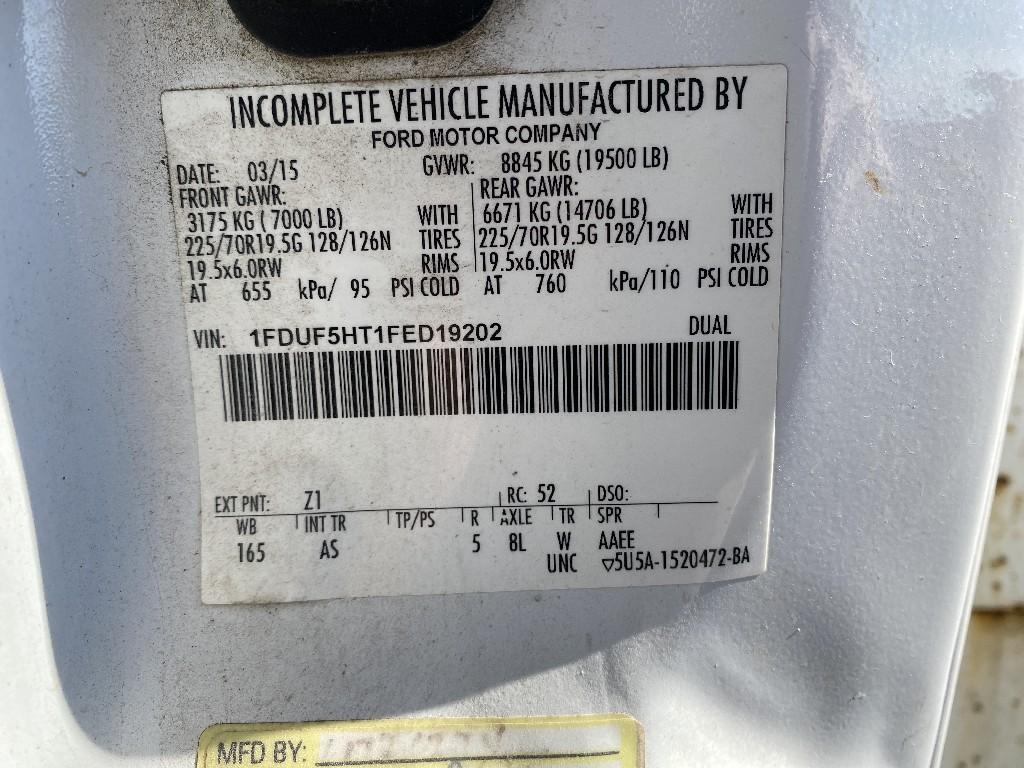 INCOMPLETE VEHICLE MANUFACTURED BY
FORD MOTOR COMPANY
DATE: 03/15 GVWR: 8845 KG (19500 LB)
FRONT GAWR: REAR GAWR:
3175 KG ( 7000 LB) WITH 6671 KG (14706 LB) WITH
225/70R19.5G 128/126N TIRES 225/70R19.5G 128/126N TIRES
19.5x6.0RW RIMS 19.5x6.0RW RIMS
AT 655 kPa/ 95 PSI COLD AT 760 kPa/110 PSI COLD
VIN: 1FDUF5HT1FED19202 DUAL
EXT PNT: Z1 RC: 52 DSO:
WB INT TR TP/PS R AXLE TR SPR
165 AS 5 8L W AAEE
UNC ▽5U5A-1520472-BA
MFD BY: